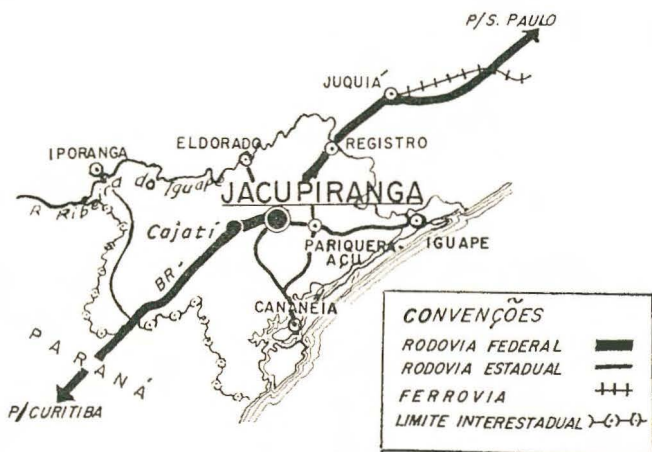 P/S. PAULO
JUQUIÁ
REGISTRO
ELDORADO
IPORANGA
R. Ribeira do Iguape
JACUPIRANGA
Cajatí
PARIQUERA-
AÇU
IGUAPE
BR-
CANANÉIA
PARANÁ
P/CURITIBA
CONVENÇÕES
RODOVIA FEDERAL
RODOVIA ESTADUAL
FERROVIA
LIMITE INTERESTADUAL